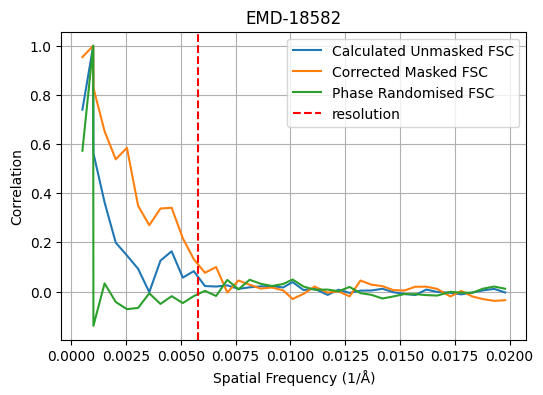 EMD-18582
Calculated Unmasked FSC
Corrected Masked FSC
Phase Randomised FSC
resolution
Correlation
1.0
0.8
0.6
0.4
0.2
0.0
0.0000 0.0025 0.0050 0.0075 0.0100 0.0125 0.0150 0.0175 0.0200
Spatial Frequency (1/Å)